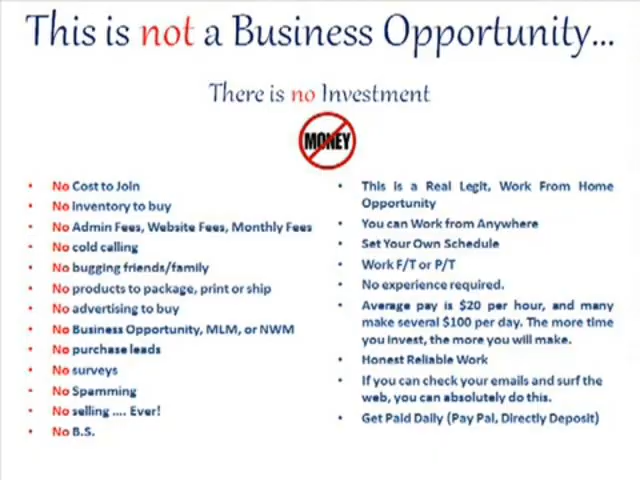 This is not a Business Opportunity...
There is no Investment
MONEY
• No Cost to Join
• No Inventory to buy
• No Admin Fees, Website Fees, Monthly Fees
• No cold calling
• No bugging friends/family
• No products to package, print or ship
• No advertising to buy
• No Business Opportunity, MLM, or NWM
• No purchase leads
• No surveys
• No Spamming
• No selling .... Ever!
• No B.S.
• This is a Real Legit, Work From Home
Opportunity
• You can Work from Anywhere
• Set Your Own Schedule
• Work F/T or P/T
• No experience required.
• Average pay is $20 per hour, and many
make several $100 per day. The more time
you invest, the more you will make.
• Honest Reliable Work
• If you can check your emails and surf the
web, you can absolutely do this.
• Get Paid Daily (Pay Pal, Directly Deposit)